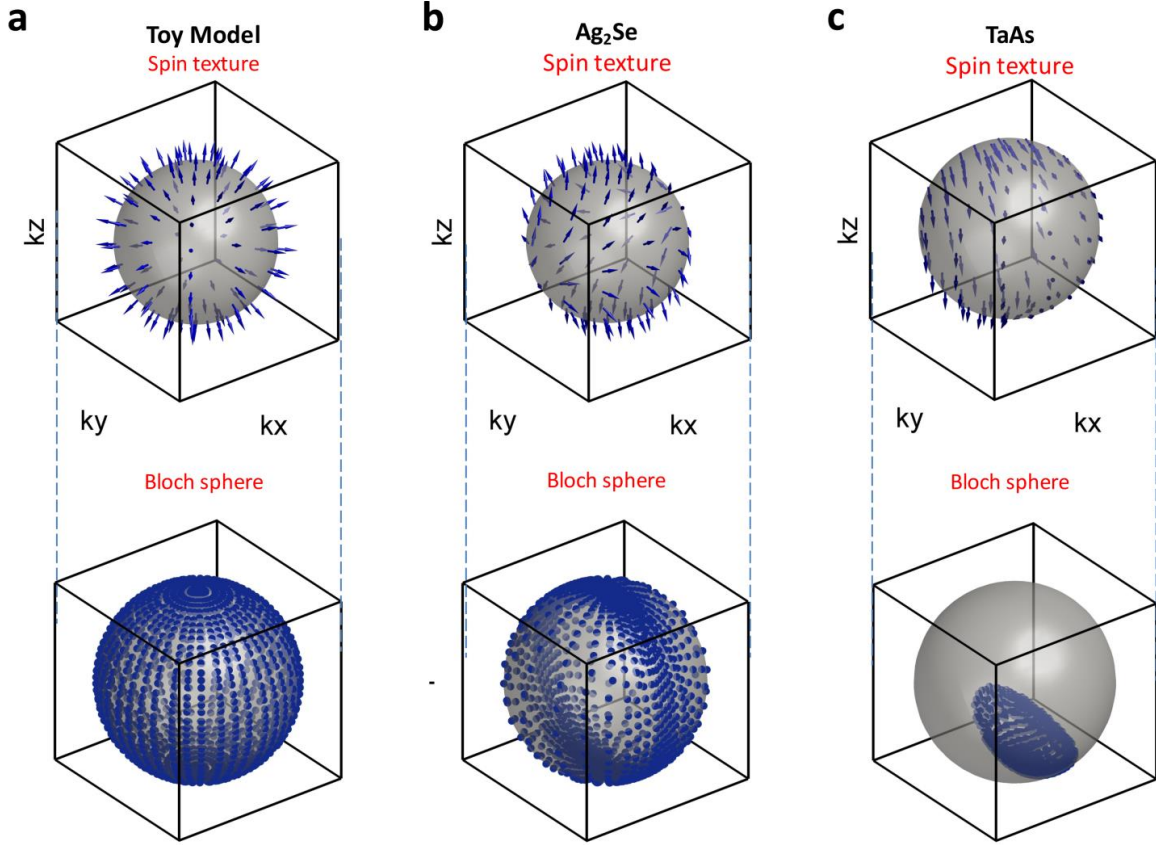 a
Toy Model
Spin texture
kz
ky
kx
Bloch sphere
b
Ag₂Se
Spin texture
kz
ky
kx
Bloch sphere
-
c
TaAs
Spin texture
kz
ky
kx
Bloch sphere